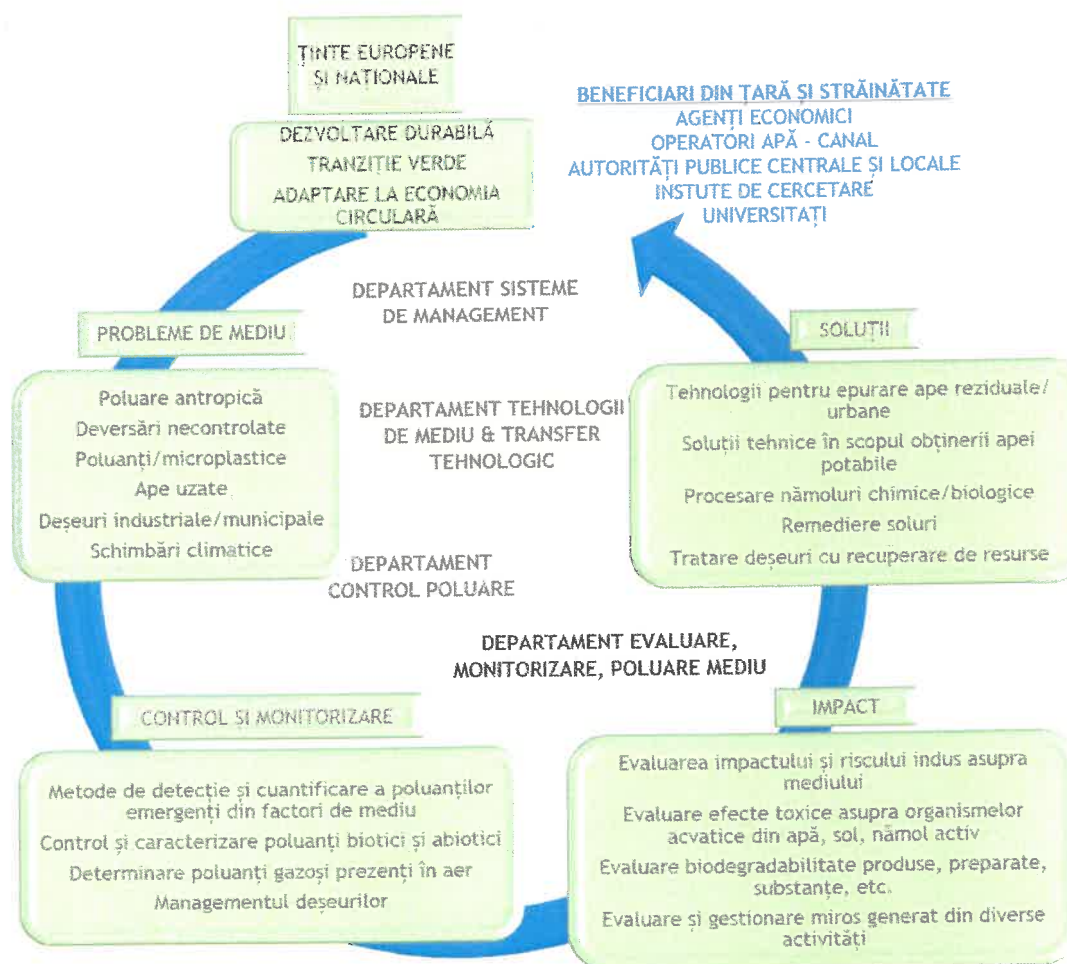 ȚINTE EUROPENE
ȘI NAȚIONALE
DEZVOLTARE DURABILĂ
TRANZIȚIE VERDE
ADAPTARE LA ECONOMIA
CIRCULARĂ
BENEFICIARI DIN ȚARĂ ȘI STRĂINĂTATE
AGENȚI ECONOMICI
OPERATORI APĂ - CANAL
AUTORITĂȚI PUBLICE CENTRALE ȘI LOCALE
INSTUTE DE CERCETARE
UNIVERSITAȚI
DEPARTAMENT SISTEME
DE MANAGEMENT
PROBLEME DE MEDIU
Poluare antropică
Deversări necontrolate
Poluanți/microplastice
Ape uzate
Deșeuri industriale/municipale
Schimbări climatice
DEPARTAMENT TEHNOLOGII
DE MEDIU & TRANSFER
TEHNOLOGIC
SOLUȚII
Tehnologii pentru epurare ape reziduale/
urbane
Soluții tehnice în scopul obținerii apei
potabile
Procesare nămoluri chimice/biologice
Remediere soluri
Tratare deșeuri cu recuperare de resurse
DEPARTAMENT
CONTROL POLUARE
DEPARTAMENT EVALUARE,
MONITORIZARE, POLUARE MEDIU
CONTROL ȘI MONITORIZARE
Metode de detecție și cuantificare a poluanților
emergenți din factori de mediu
Control și caracterizare poluanți biotici și abiotici
Determinare poluanți gazoși prezenți în aer
Managementul deșeurilor
IMPACT
Evaluarea impactului și riscului indus asupra
mediului
Evaluare efecte toxice asupra organismelor
acvatice din apă, sol, nămol activ
Evaluare biodegradabilitate produse, preparate,
substanțe, etc.
Evaluare și gestionare miros generat din diverse
activități